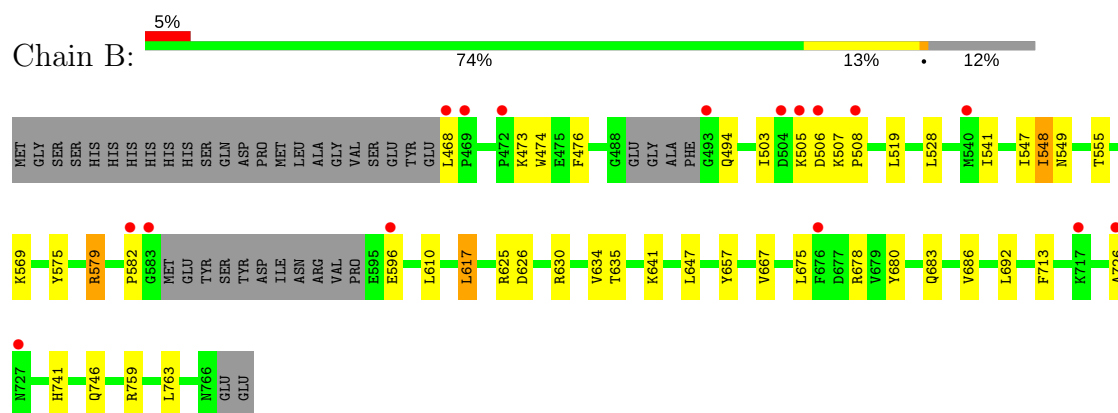 5%
Chain B:
74% 13% • 12%
MET GLY SER SER HIS HIS HIS HIS HIS HIS SER GLN ASP PRO MET LEU ALA GLY VAL SER GLU TYR GLU L468 P469 P472 K473 W474 E475 F476 G488 GLU GLY ALA PHE G493 Q494 I503 D504 K505 D506 K507 P508 L519 L528 M540 I541 I547 I548 N549 T555
K569 Y575 R579 P582 G583 MET GLU TYR SER TYR ASP ILE ASN ARG VAL PRO E595 E596 L610 L617 R625 D626 R630 V634 T635 K641 L647 Y657 V667 L675 F676 D677 R678 V679 Y680 Q683 V686 L692 F713 K717 A726
N727 H741 Q746 R759 L763 N766 GLU GLU